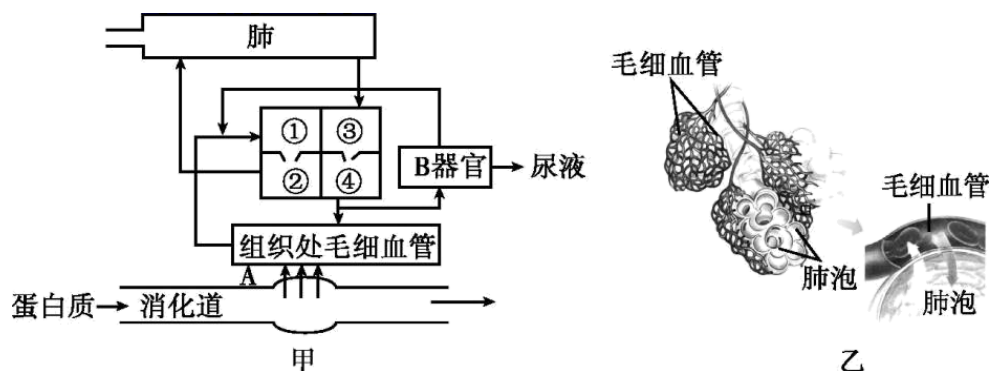 肺
① ③
② ④
B器官
尿液
组织处毛细血管
A
蛋白质
消化道
甲
毛细血管
肺泡
毛细血管
肺泡
乙